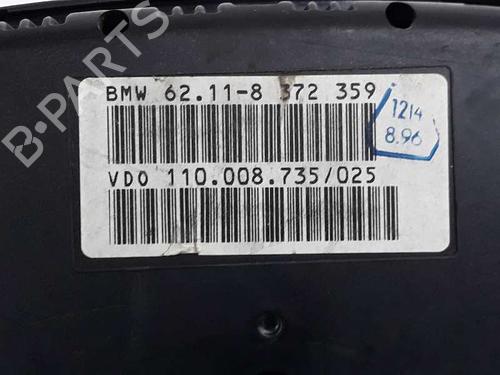 B-PARTS
BMW 62.11-8 372 359
1214
8.96
VDO 110.008.735/025